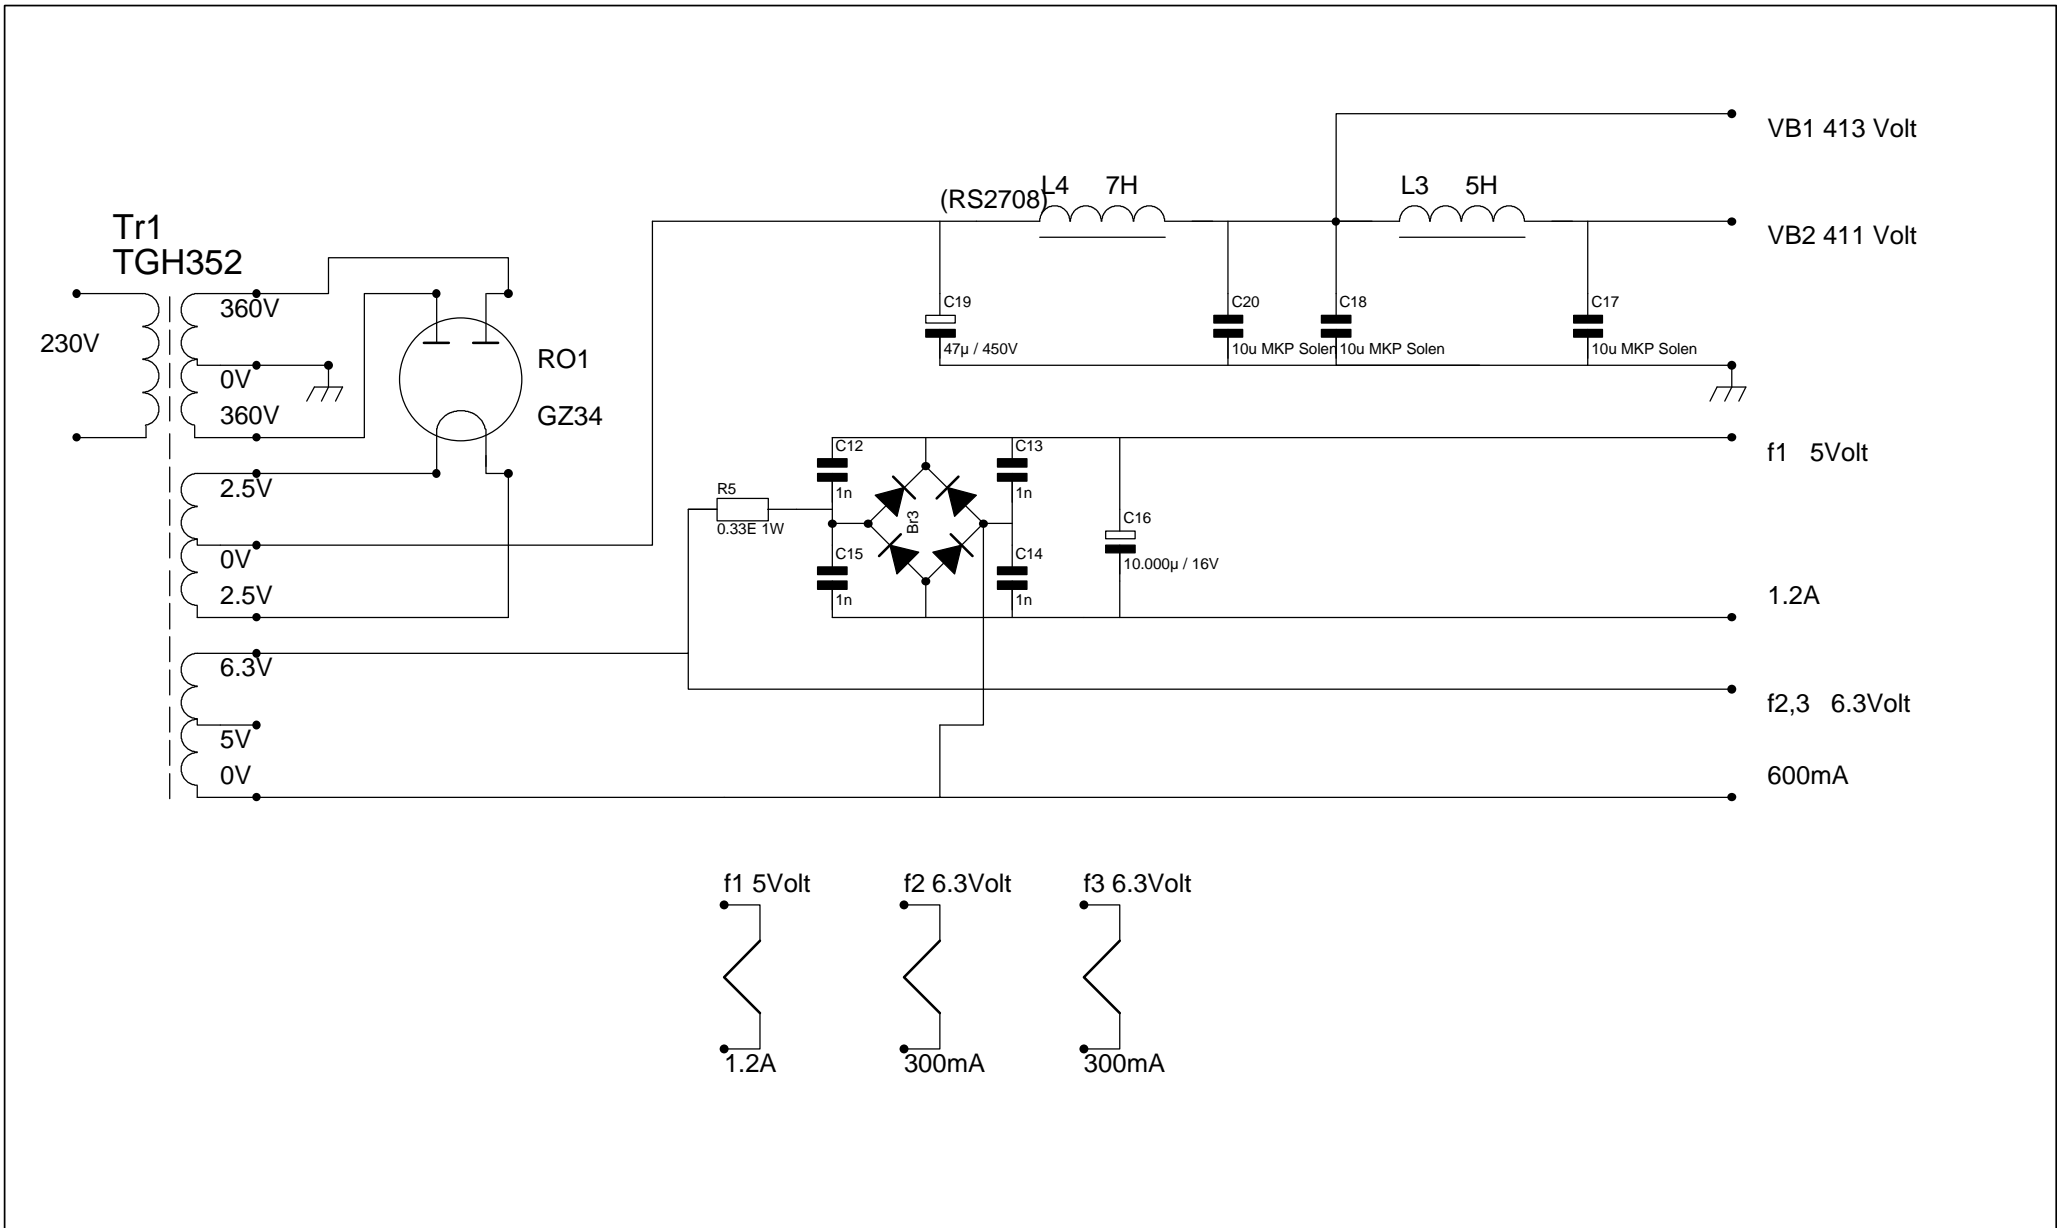 VB1 413 Volt
(RS2708)
L4 7H
L3 5H
VB2 411 Volt
Tr1
TGH352
230V
360V
0V
360V
RO1
GZ34
C19
47µ / 450V
C20
10u MKP Solen
C18
10u MKP Solen
C17
10u MKP Solen
2.5V
0V
2.5V
R5
0.33E 1W
C12
1n
C13
1n
Br3
C15
1n
C14
1n
C16
10.000µ / 16V
f1 5Volt
1.2A
6.3V
5V
0V
f2,3 6.3Volt
600mA
f1 5Volt
1.2A
f2 6.3Volt
300mA
f3 6.3Volt
300mA